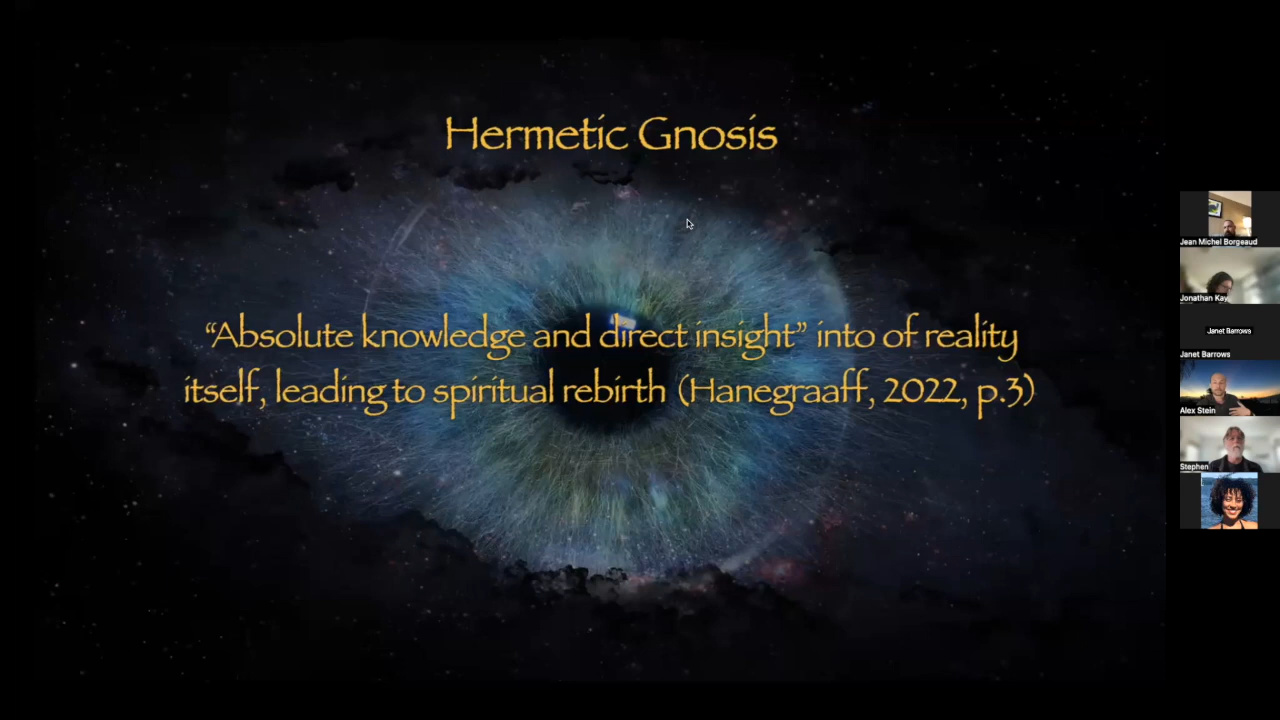 Hermetic Gnosis
“Absolute knowledge and direct insight” into of reality
itself, leading to spiritual rebirth (Hanegraaff, 2022, p.3)
Jean Michel Borgeaud
Jonathan Kay
Janet Barrows
Janet Barrows
Alex Stein
Stephen